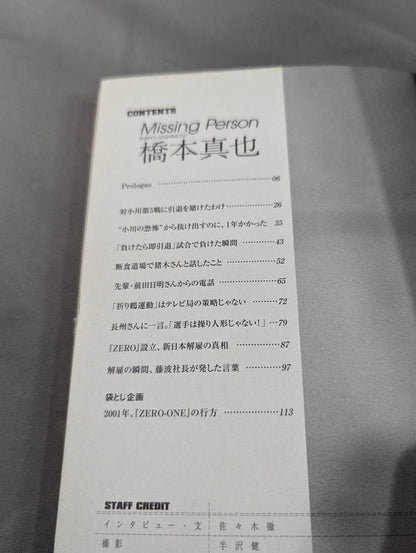 CONTENTS
Missing Person
橋本真也
Prologue ……………………………… 06
対小川第5戦に引退を賭けたわけ ……… 26
“小川の恐怖”から抜け出すのに、1年かかった 35
「負けたら即引退」試合で負けた瞬間 ……… 43
断食道場で猪木さんと話したこと ……… 52
先輩・前田日明さんからの電話 ……… 65
「折り鶴運動」はテレビ局の策略じゃない ……… 72
長州さんに一言。「選手は操り人形じゃない！」 … 79
『ZERO』設立、新日本解雇の真相 ……… 87
解雇の瞬間、藤波社長が発した言葉 ……… 97
袋とじ企画
2001年、『ZERO-ONE』の行方 ……… 113
STAFF CREDIT
インタビュー・文 佐々木徹
撮影 半沢健